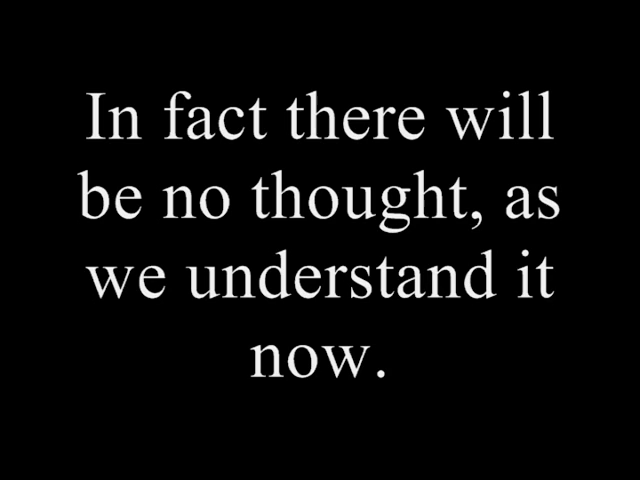 In fact there will
be no thought, as
we understand it
now.